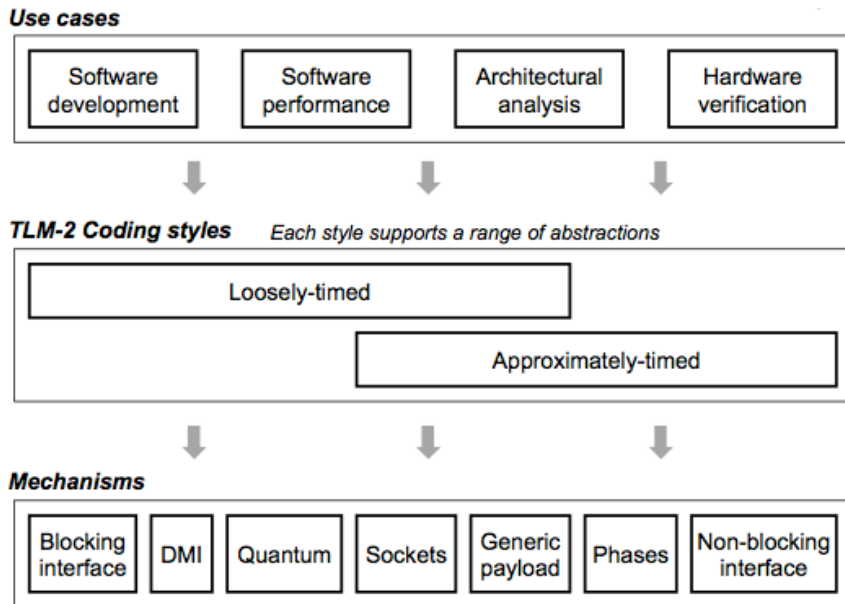 Use cases
Software
development
Software
performance
Architectural
analysis
Hardware
verification
TLM-2 Coding styles
Each style supports a range of abstractions
Loosely-timed
Approximately-timed
Mechanisms
Blocking
interface
DMI
Quantum
Sockets
Generic
payload
Phases
Non-blocking
interface